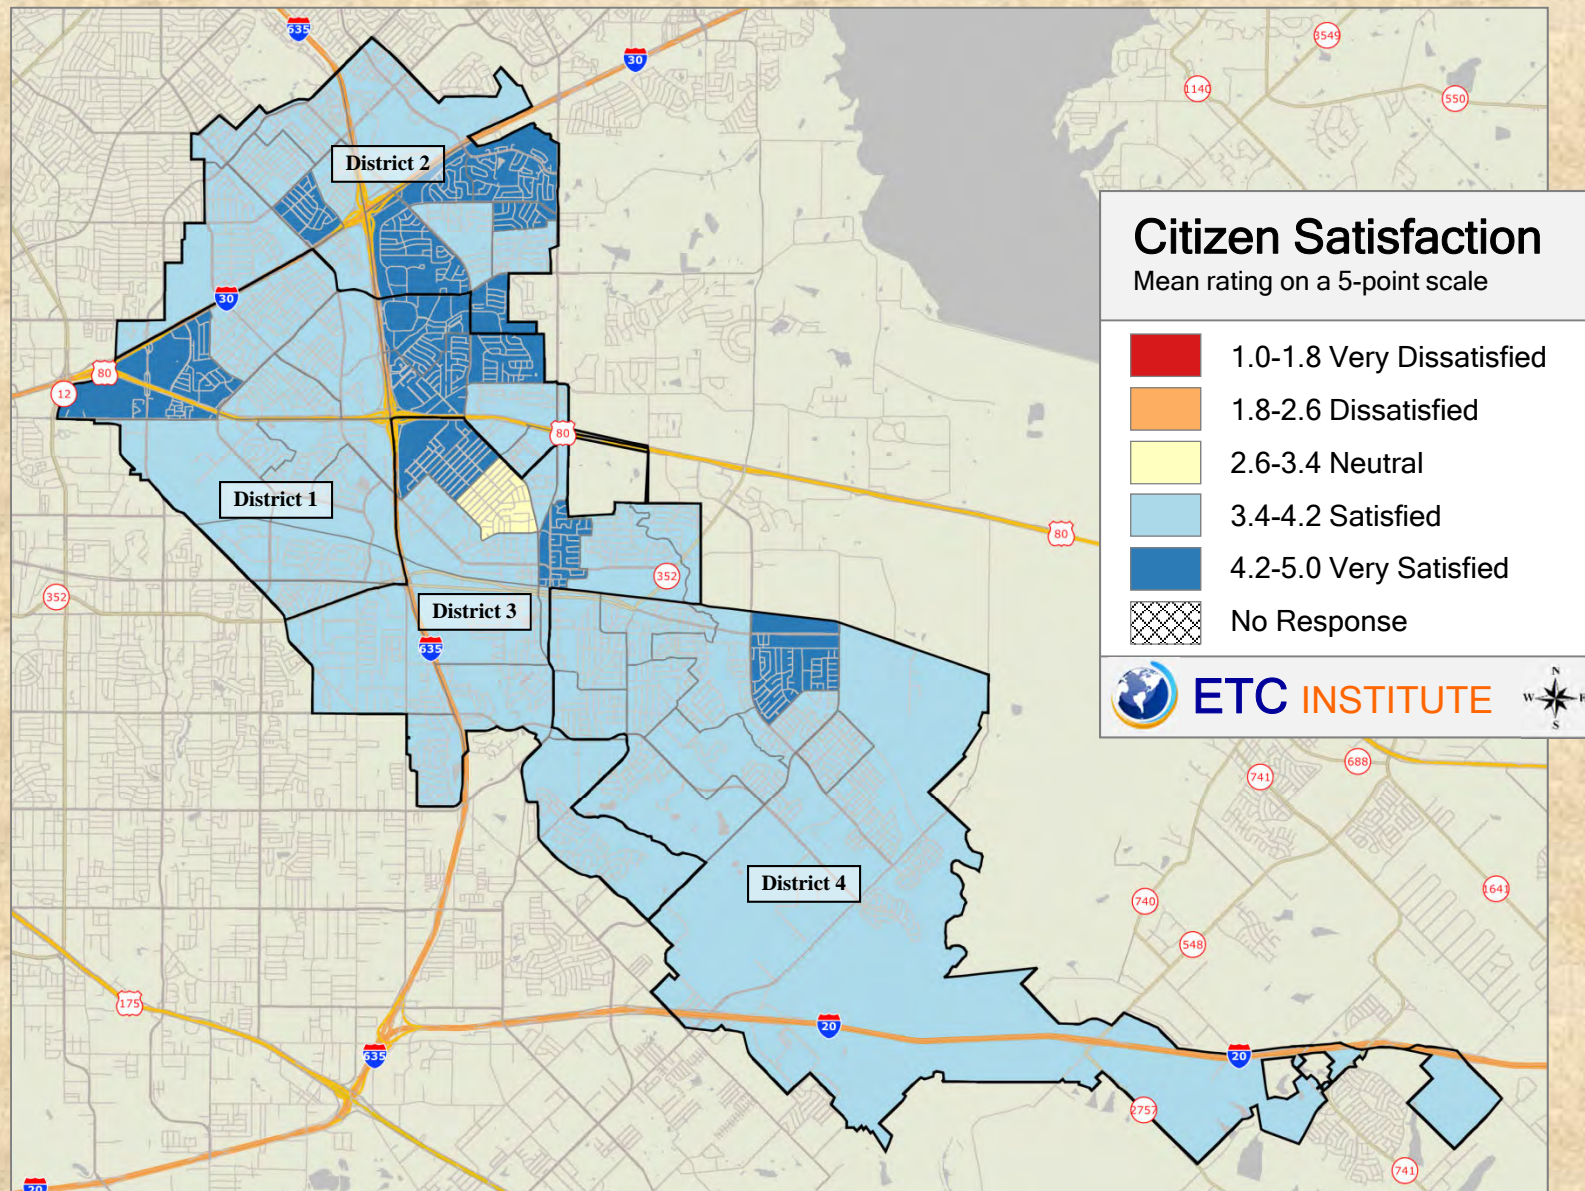 635
30
3549
1140
550
District 2
Citizen Satisfaction
Mean rating on a 5-point scale
30
1.0-1.8 Very Dissatisfied
80
12
1.8-2.6 Dissatisfied
80
2.6-3.4 Neutral
District 1
3.4-4.2 Satisfied
80
352
352
4.2-5.0 Very Satisfied
District 3
No Response
635
ETC INSTITUTE
N
W E
S
688
741
District 4
1641
740
548
175
20
635
20
2757
741
20